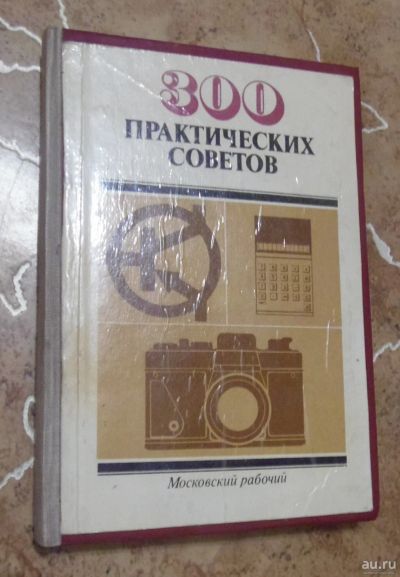 300
ПРАКТИЧЕСКИХ
СОВЕТОВ
Московский рабочий
au.ru